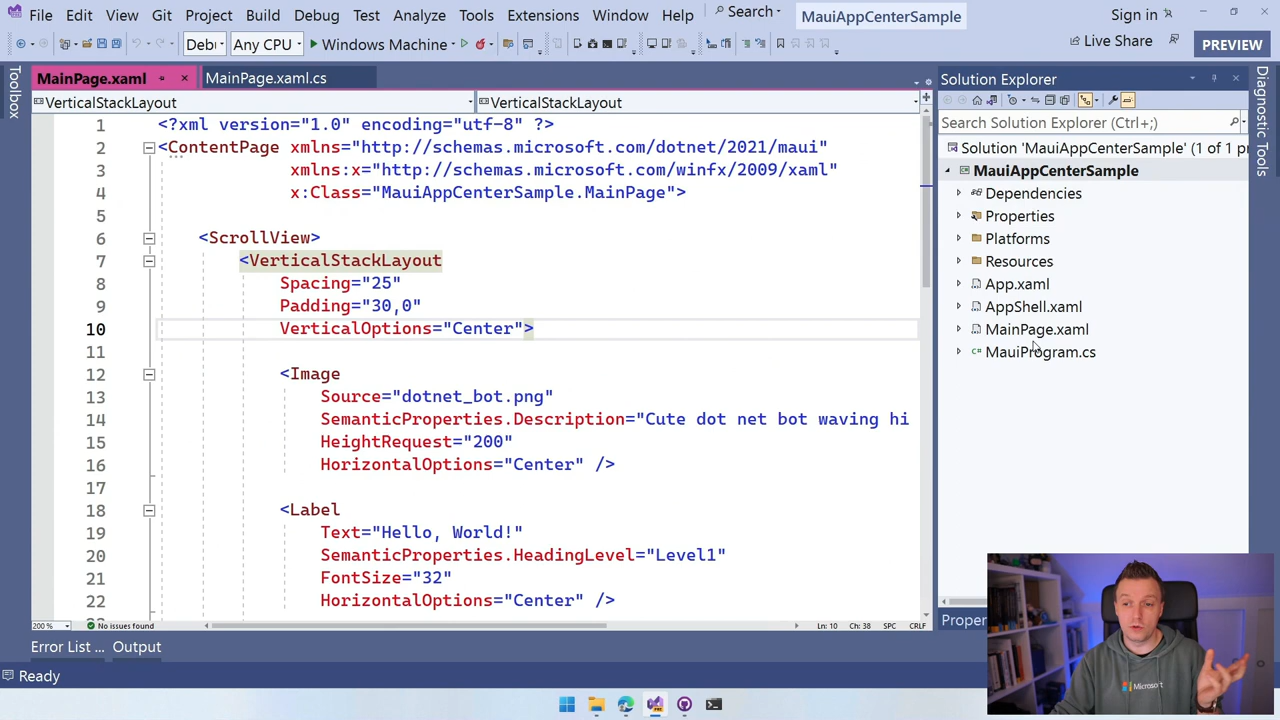 File Edit View Git Project Build Debug Test Analyze Tools Extensions Window Help Search MauiAppCenterSample Sign in
Debu Any CPU Windows Machine Live Share PREVIEW
Toolbox
MainPage.xaml MainPage.xaml.cs
VerticalStackLayout VerticalStackLayout
1 <?xml version="1.0" encoding="utf-8" ?>
2 <ContentPage xmlns="http://schemas.microsoft.com/dotnet/2021/maui"
3 xmlns:x="http://schemas.microsoft.com/winfx/2009/xaml"
4 x:Class="MauiAppCenterSample.MainPage">
5
6 <ScrollView>
7 <VerticalStackLayout
8 Spacing="25"
9 Padding="30,0"
10 VerticalOptions="Center">
11
12 <Image
13 Source="dotnet_bot.png"
14 SemanticProperties.Description="Cute dot net bot waving hi
15 HeightRequest="200"
16 HorizontalOptions="Center" />
17
18 <Label
19 Text="Hello, World!"
20 SemanticProperties.HeadingLevel="Level1"
21 FontSize="32"
22 HorizontalOptions="Center" />
200 % No issues found Ln: 10 Ch: 38 SPC CRLF
Error List ... Output
Ready
Solution Explorer
Search Solution Explorer (Ctrl+;)
Solution 'MauiAppCenterSample' (1 of 1 pr
MauiAppCenterSample
Dependencies
Properties
Platforms
Resources
App.xaml
AppShell.xaml
MainPage.xaml
C# MauiProgram.cs
Proper
Diagnostic Tools
Microsoft